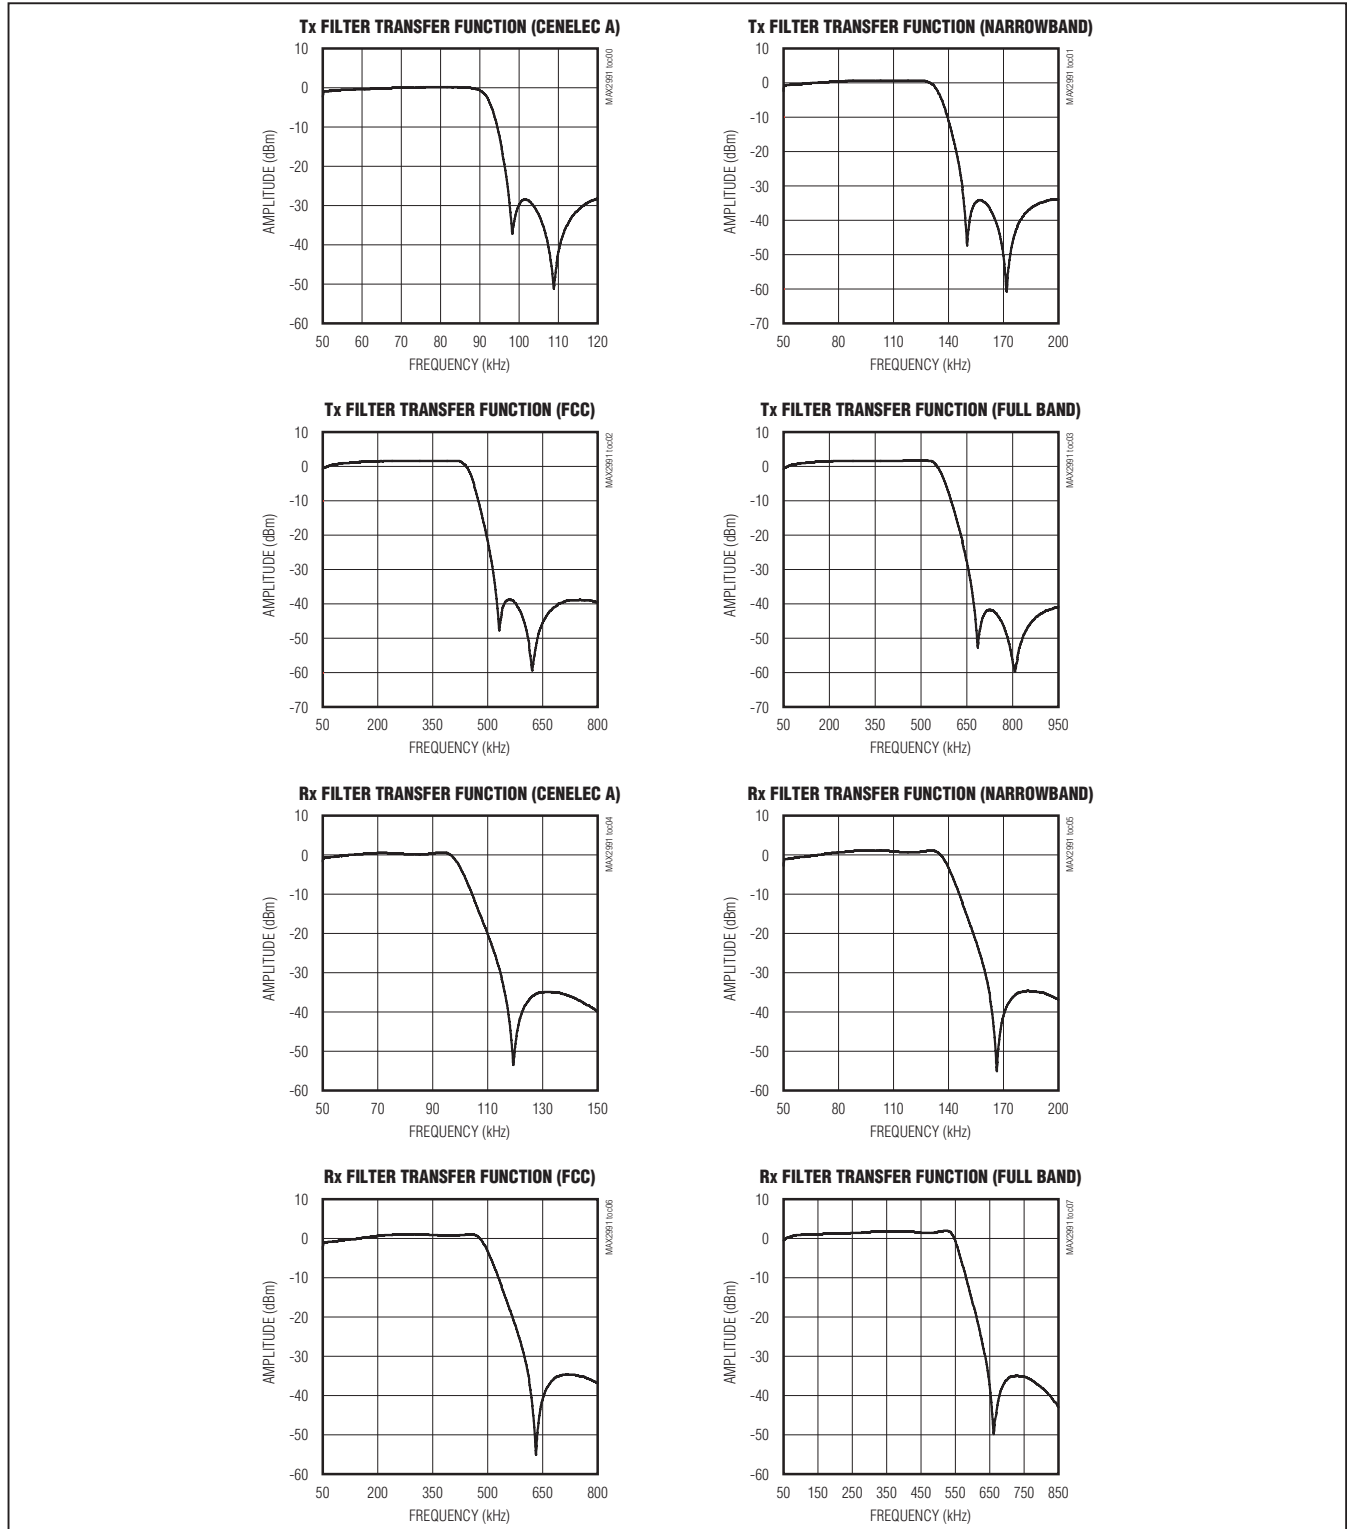 Tx FILTER TRANSFER FUNCTION (CENELEC A)
AMPLITUDE (dBm)
10
0
-10
-20
-30
-40
-50
-60
50 60 70 80 90 100 110 120
FREQUENCY (kHz)
MAX2991 toc00
Tx FILTER TRANSFER FUNCTION (NARROWBAND)
AMPLITUDE (dBm)
10
0
-10
-20
-30
-40
-50
-60
-70
50 80 110 140 170 200
FREQUENCY (kHz)
MAX2991 toc01
Tx FILTER TRANSFER FUNCTION (FCC)
AMPLITUDE (dBm)
10
0
-10
-20
-30
-40
-50
-60
-70
50 200 350 500 650 800
FREQUENCY (kHz)
MAX2991 toc02
Tx FILTER TRANSFER FUNCTION (FULL BAND)
AMPLITUDE (dBm)
10
0
-10
-20
-30
-40
-50
-60
-70
50 200 350 500 650 800 950
FREQUENCY (kHz)
MAX2991 toc03
Rx FILTER TRANSFER FUNCTION (CENELEC A)
AMPLITUDE (dBm)
10
0
-10
-20
-30
-40
-50
-60
50 70 90 110 130 150
FREQUENCY (kHz)
MAX2991 toc04
Rx FILTER TRANSFER FUNCTION (NARROWBAND)
AMPLITUDE (dBm)
10
0
-10
-20
-30
-40
-50
-60
50 80 110 140 170 200
FREQUENCY (kHz)
MAX2991 toc05
Rx FILTER TRANSFER FUNCTION (FCC)
AMPLITUDE (dBm)
10
0
-10
-20
-30
-40
-50
-60
50 200 350 500 650 800
FREQUENCY (kHz)
MAX2991 toc06
Rx FILTER TRANSFER FUNCTION (FULL BAND)
AMPLITUDE (dBm)
10
0
-10
-20
-30
-40
-50
-60
50 150 250 350 450 550 650 750 850
FREQUENCY (kHz)
MAX2991 toc07